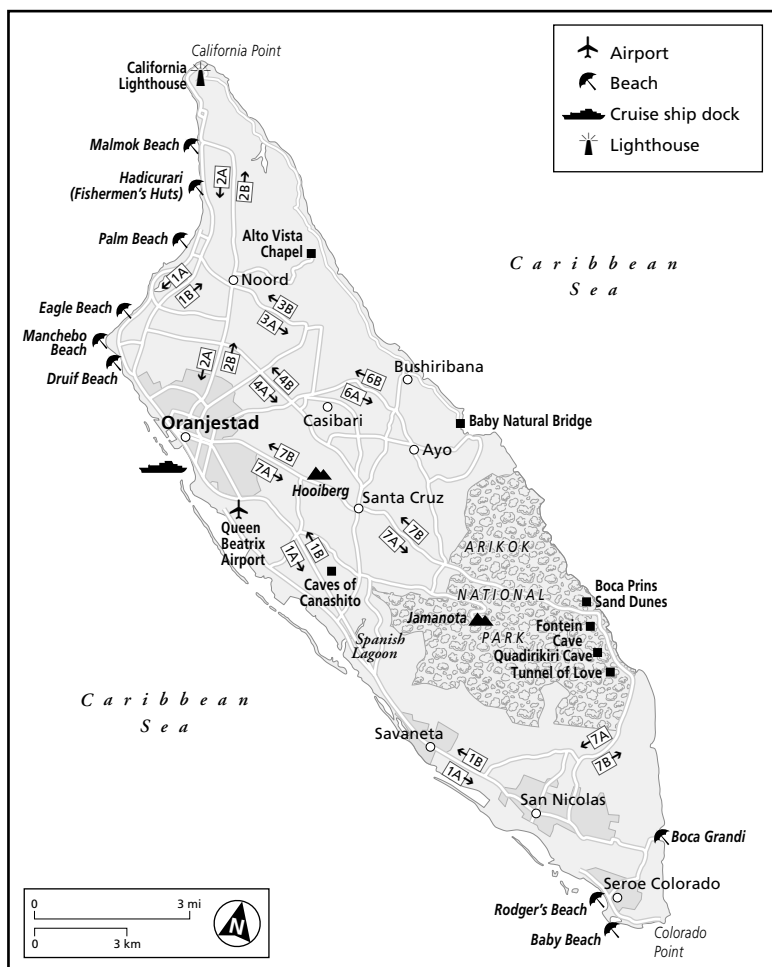 California Point
California
Lighthouse
Airport
Beach
Cruise ship dock
Lighthouse
Malmok Beach
Hadicurari
(Fishermen's Huts)
2A
2B
Palm Beach
Alto Vista
Chapel
Caribbean
Sea
1A
1B
Noord
3B
3A
Eagle Beach
Manchebo
Beach
Druif Beach
2A
2B
4B
4A
6B
6A
Bushiribana
Casibari
Baby Natural Bridge
Oranjestad
Ayo
7B
7A
Hooiberg
Santa Cruz
Queen
Beatrix
Airport
1B
1A
7B
7A
ARIKOK
NATIONAL
PARK
Caves of
Canashito
Boca Prins
Sand Dunes
Jamanota
Fontein
Cave
Quadirikiri Cave
Tunnel of Love
Spanish
Lagoon
Caribbean
Sea
Savaneta
1B
1A
7A
7B
San Nicolas
Boca Grandi
Seroe Colorado
Rodger's Beach
Baby Beach
Colorado
Point
0
3 mi
0
3 km
N